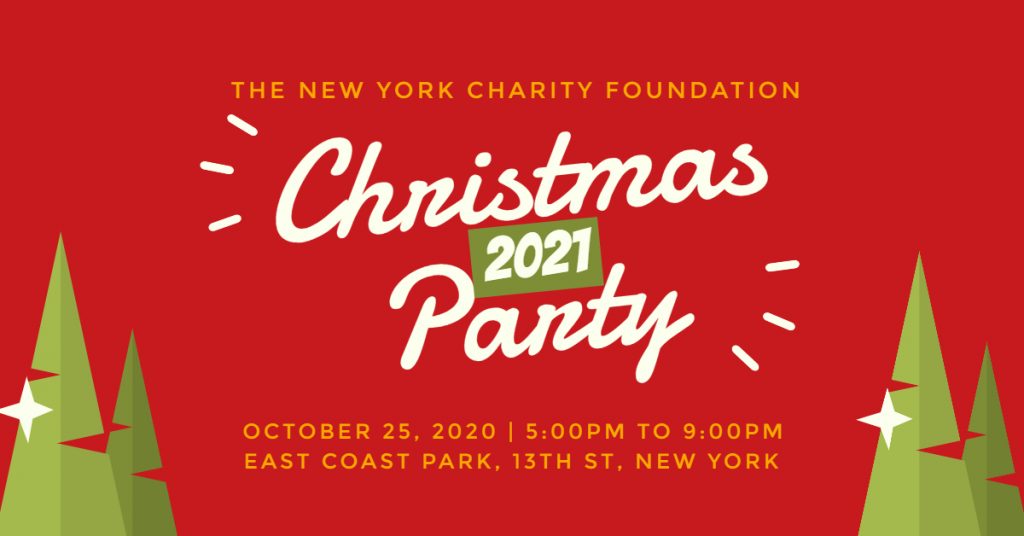 THE NEW YORK CHARITY FOUNDATION
Christmas
2021
Party
OCTOBER 25, 2020 | 5:00PM TO 9:00PM
EAST COAST PARK, 13TH ST, NEW YORK